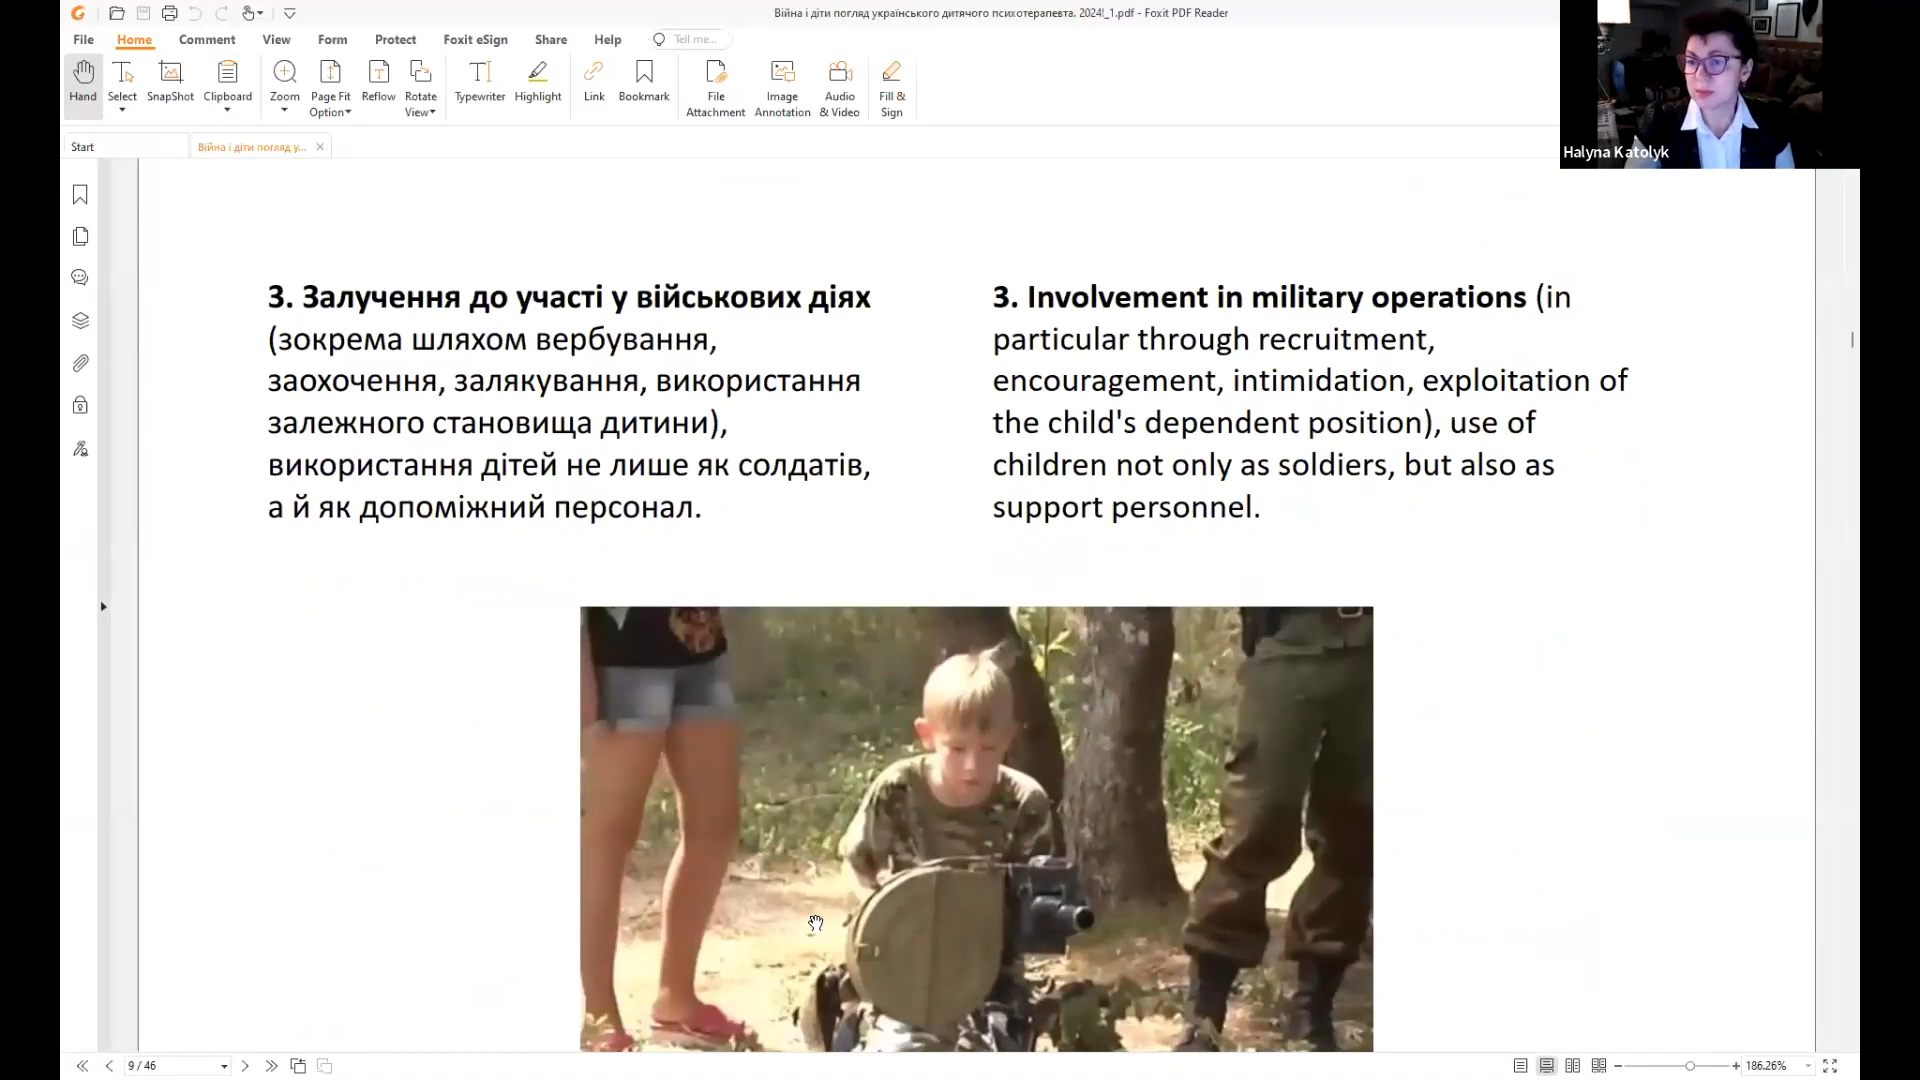 Війна і діти погляд українського дитячого психотерапевта. 2024!_1.pdf - Foxit PDF Reader
File Home Comment View Form Protect Foxit eSign Share Help Tell me...
Hand Select SnapShot Clipboard Zoom Page Fit Option Reflow Rotate View Typewriter Highlight Link Bookmark File Attachment Image Annotation Audio & Video Fill & Sign
Halyna Katolyk
Start Війна і діти погляд у...
3. Залучення до участі у військових діях
(зокрема шляхом вербування,
заохочення, залякування, використання
залежного становища дитини),
використання дітей не лише як солдатів,
а й як допоміжний персонал.
3. Involvement in military operations (in
particular through recruitment,
encouragement, intimidation, exploitation of
the child's dependent position), use of
children not only as soldiers, but also as
support personnel.
9 / 46
186.26%